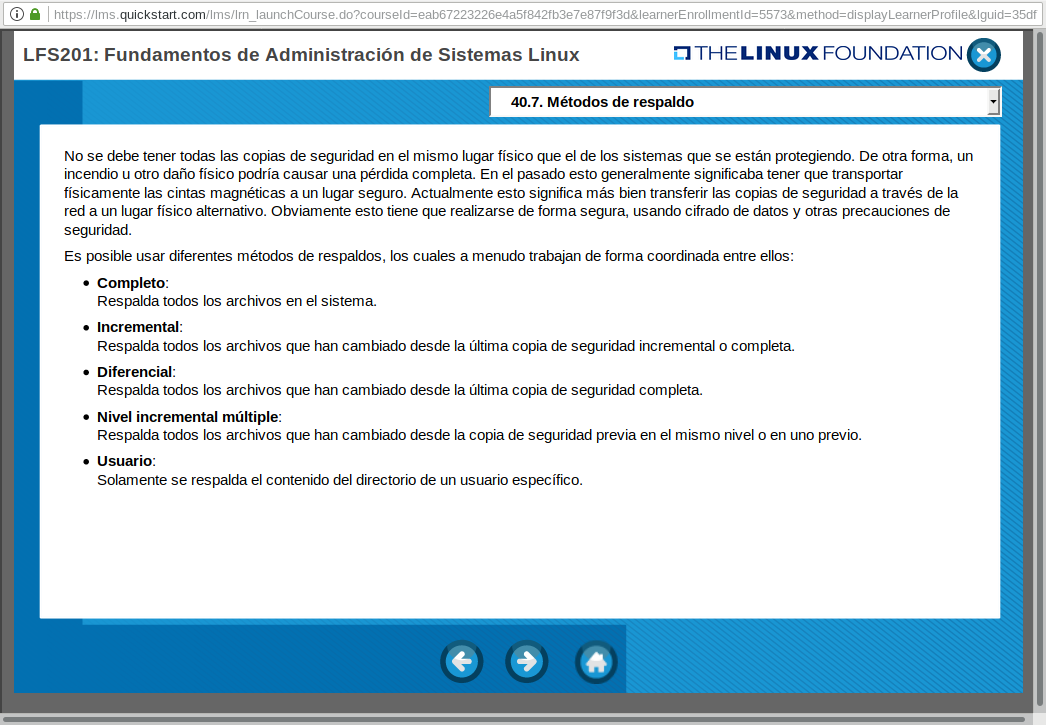 https://lms.quickstart.com/lms/lrn_launchCourse.do?courseId=eab67223226e4a5f842fb3e7e87f9f3d&learnerEnrollmentId=5573&method=displayLearnerProfile&lguid=35df
LFS201: Fundamentos de Administración de Sistemas Linux
THE LINUX FOUNDATION
40.7. Métodos de respaldo
No se debe tener todas las copias de seguridad en el mismo lugar físico que el de los sistemas que se están protegiendo. De otra forma, un
incendio u otro daño físico podría causar una pérdida completa. En el pasado esto generalmente significaba tener que transportar
físicamente las cintas magnéticas a un lugar seguro. Actualmente esto significa más bien transferir las copias de seguridad a través de la
red a un lugar físico alternativo. Obviamente esto tiene que realizarse de forma segura, usando cifrado de datos y otras precauciones de
seguridad.
Es posible usar diferentes métodos de respaldos, los cuales a menudo trabajan de forma coordinada entre ellos:
• Completo:
Respalda todos los archivos en el sistema.
• Incremental:
Respalda todos los archivos que han cambiado desde la última copia de seguridad incremental o completa.
• Diferencial:
Respalda todos los archivos que han cambiado desde la última copia de seguridad completa.
• Nivel incremental múltiple:
Respalda todos los archivos que han cambiado desde la copia de seguridad previa en el mismo nivel o en uno previo.
• Usuario:
Solamente se respalda el contenido del directorio de un usuario específico.